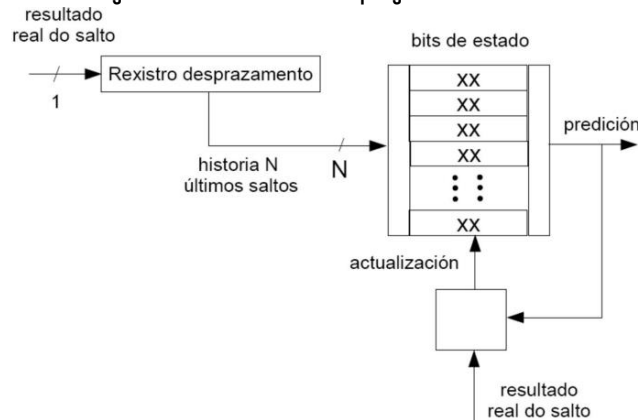 resultado
real do salto
1
Rexistro desprazamento
historia N
últimos saltos
N
bits de estado
xx
xx
xx
xx
xx
predición
actualización
resultado
real do salto